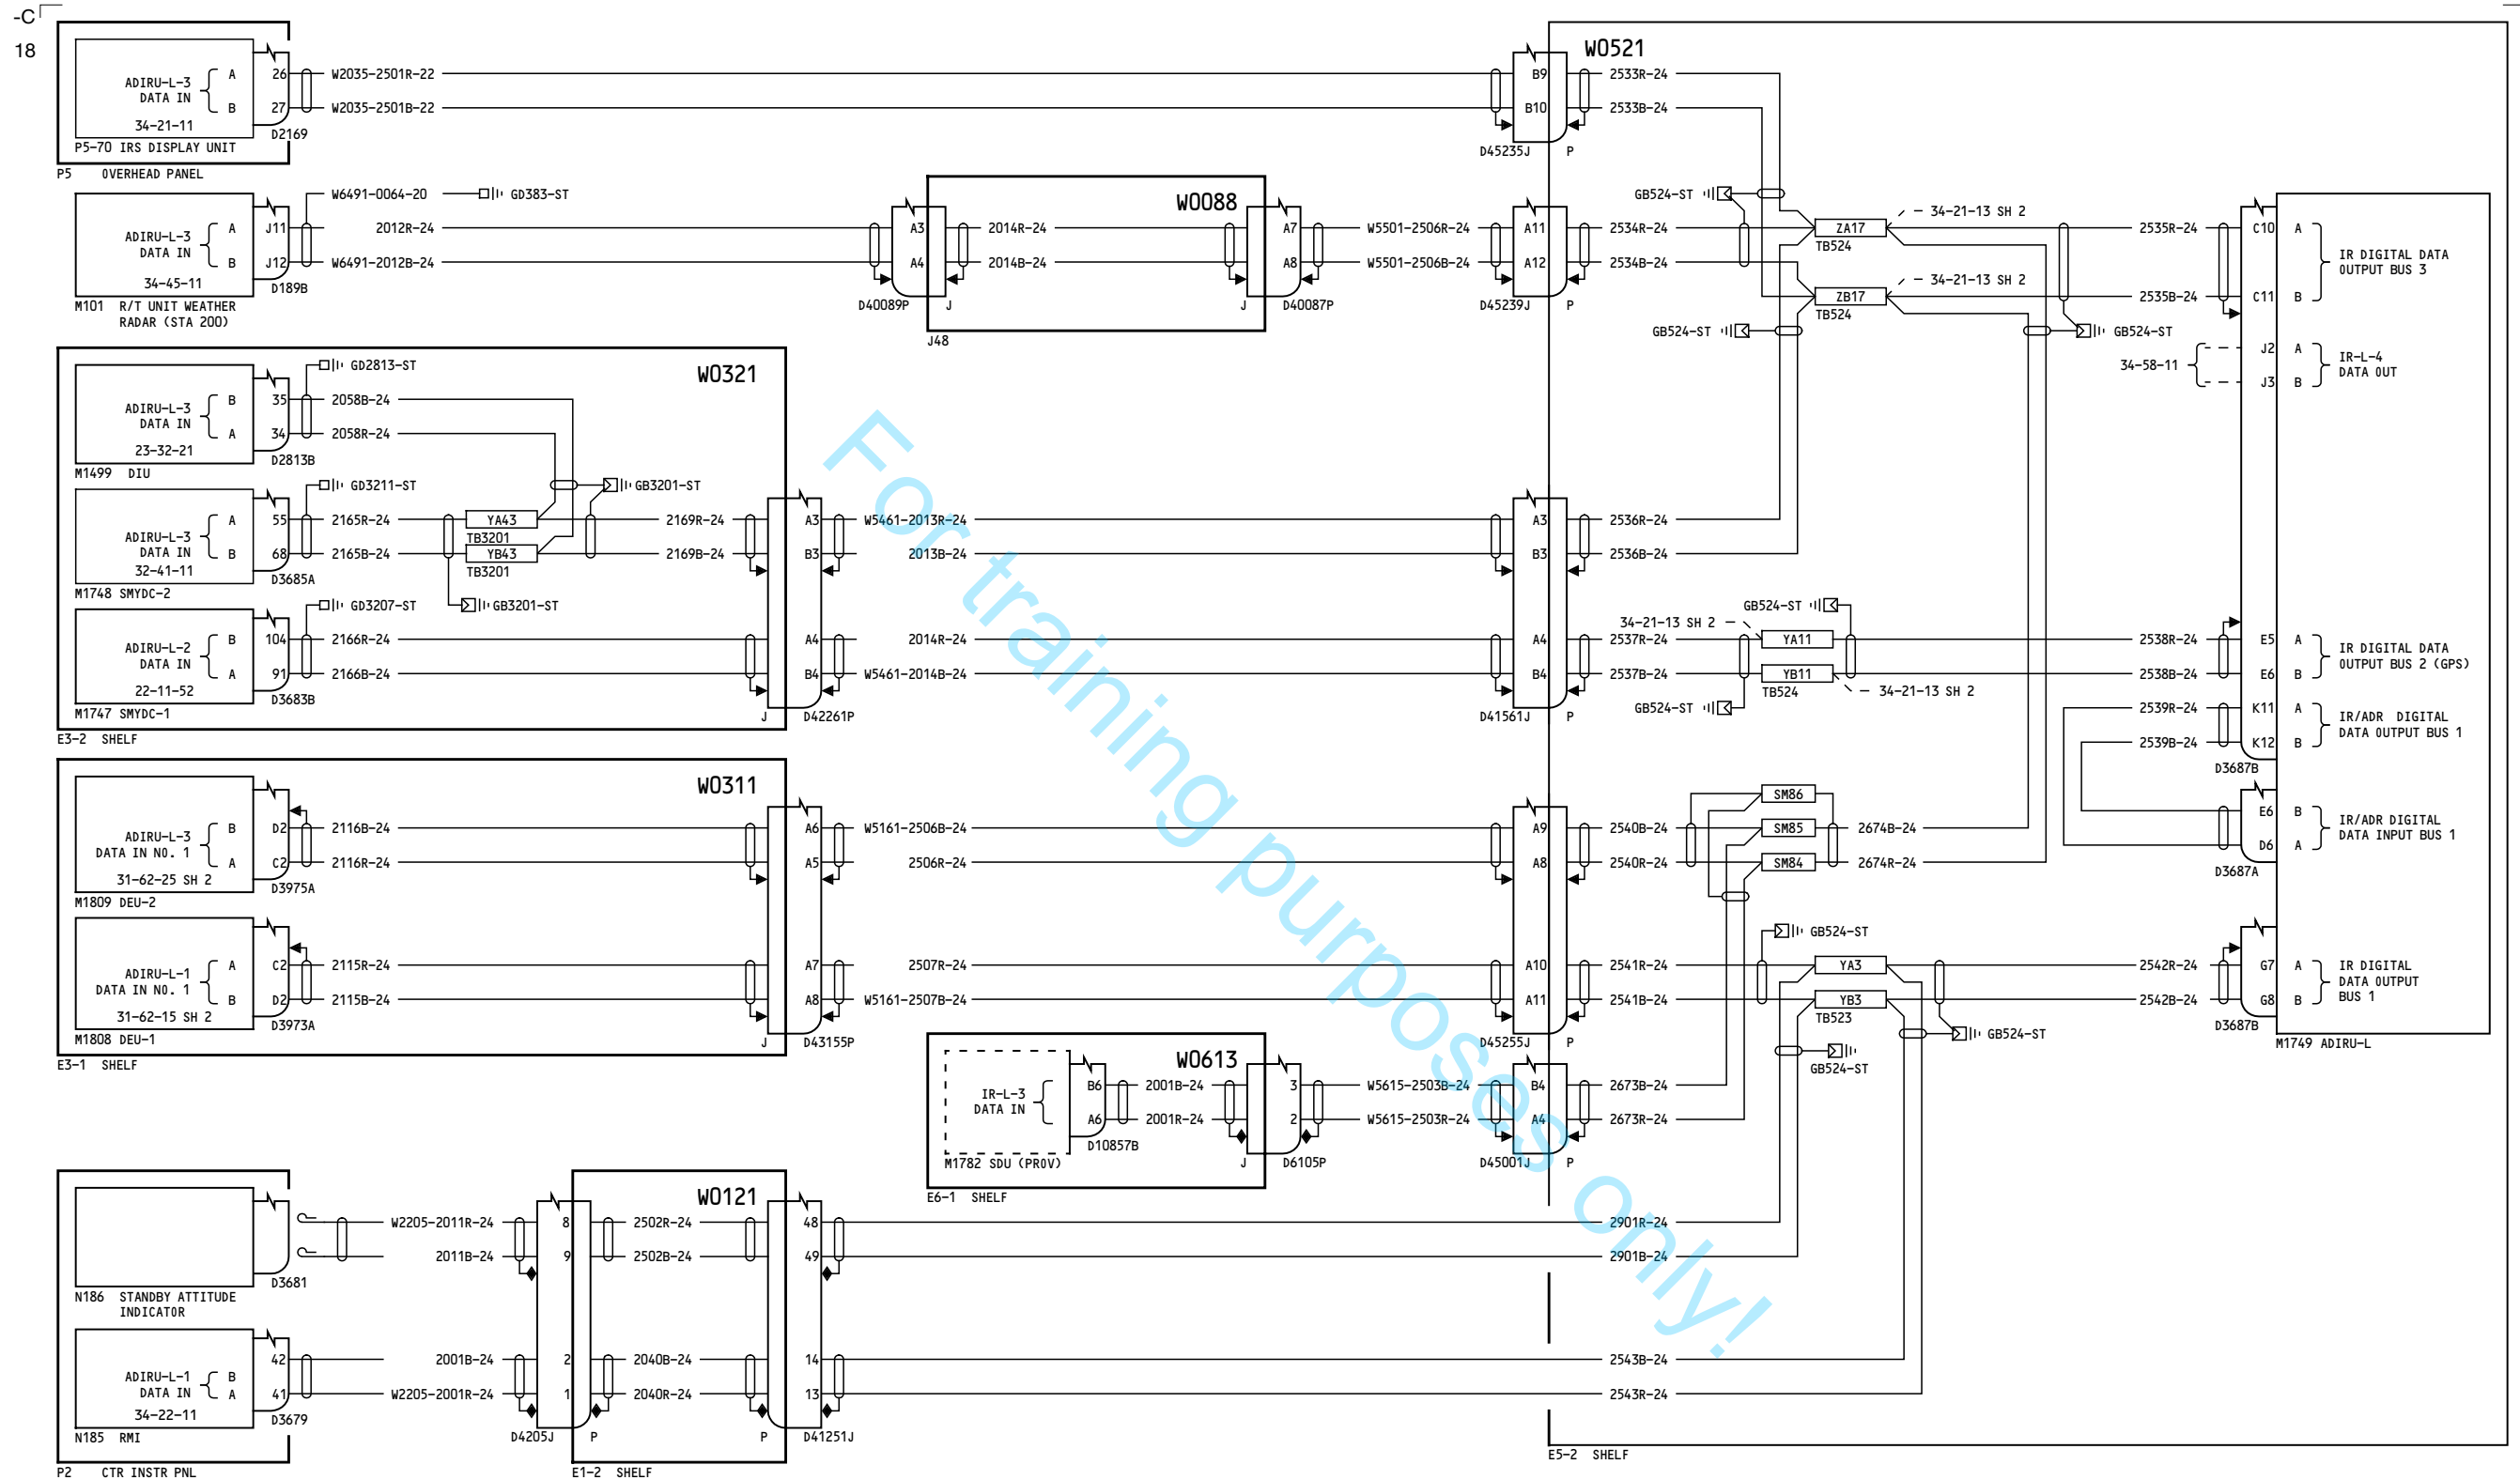 -C
18
ADIRU-L-3
DATA IN
A
B
26
27
34-21-11
D2169
P5-70 IRS DISPLAY UNIT
P5 OVERHEAD PANEL
W2035-2501R-22
W2035-2501B-22
B9
B10
D45235J P
W0521
2533R-24
2533B-24
ADIRU-L-3
DATA IN
A
B
J11
J12
34-45-11
D189B
M101 R/T UNIT WEATHER
RADAR (STA 200)
W6491-0064-20
GD383-ST
2012R-24
W6491-2012B-24
A3
A4
D40089P J
W0088
2014R-24
2014B-24
J48
A7
A8
J D40087P
W5501-2506R-24
W5501-2506B-24
A11
A12
D45239J P
2534R-24
2534B-24
GB524-ST
GB524-ST
ZA17
TB524
34-21-13 SH 2
ZB17
TB524
34-21-13 SH 2
GB524-ST
2535R-24
2535B-24
C10 A
C11 B
IR DIGITAL DATA
OUTPUT BUS 3
34-58-11
J2 A
J3 B
IR-L-4
DATA OUT
W0321
ADIRU-L-3
DATA IN
B
A
35
34
23-32-21
D2813B
M1499 DIU
GD2813-ST
2058B-24
2058R-24
ADIRU-L-3
DATA IN
A
B
55
68
32-41-11
D3685A
M1748 SMYDC-2
GD3211-ST
2165R-24
2165B-24
YA43
TB3201
YB43
TB3201
GB3201-ST
GB3201-ST
2169R-24
2169B-24
ADIRU-L-2
DATA IN
B
A
104
91
22-11-52
D3683B
M1747 SMYDC-1
E3-2 SHELF
GD3207-ST
2166R-24
2166B-24
A3
B3
A4
B4
J D42261P
W5461-2013R-24
2013B-24
2014R-24
W5461-2014B-24
A3
B3
A4
B4
D41561J P
2536R-24
2536B-24
34-21-13 SH 2
2537R-24
2537B-24
GB524-ST
GB524-ST
YA11
YB11
TB524
34-21-13 SH 2
2538R-24
2538B-24
2539R-24
2539B-24
E5 A
E6 B
IR DIGITAL DATA
OUTPUT BUS 2 (GPS)
K11 A
K12 B
IR/ADR DIGITAL
DATA OUTPUT BUS 1
D3687B
E6 B
D6 A
IR/ADR DIGITAL
DATA INPUT BUS 1
D3687A
W0311
ADIRU-L-3
DATA IN NO. 1
B
A
D2
C2
31-62-25 SH 2
D3975A
M1809 DEU-2
2116B-24
2116R-24
ADIRU-L-1
DATA IN NO. 1
A
B
C2
D2
31-62-15 SH 2
D3973A
M1808 DEU-1
E3-1 SHELF
2115R-24
2115B-24
A6
A5
A7
A8
J D43155P
W5161-2506B-24
2506R-24
2507R-24
W5161-2507B-24
A9
A8
A10
A11
D45255J P
2540B-24
2540R-24
2541R-24
2541B-24
SM86
SM85
SM84
2674B-24
2674R-24
GB524-ST
YA3
YB3
TB523
GB524-ST
GB524-ST
2542R-24
2542B-24
G7 A
G8 B
IR DIGITAL
DATA OUTPUT
BUS 1
D3687B
M1749 ADIRU-L
W0613
IR-L-3
DATA IN
B6
A6
D10857B
M1782 SDU (PROV)
E6-1 SHELF
2001B-24
2001R-24
3
2
J D6105P
W5615-2503B-24
W5615-2503R-24
B4
A4
D45001J P
2673B-24
2673R-24
D3681
N186 STANDBY ATTITUDE
INDICATOR
W2205-2011R-24
2011B-24
8
9
W0121
2502R-24
2502B-24
48
49
2901R-24
2901B-24
ADIRU-L-1
DATA IN
B
A
42
41
34-22-11
D3679
N185 RMI
P2 CTR INSTR PNL
2001B-24
W2205-2001R-24
2
1
D4205J P
2040B-24
2040R-24
14
13
P D41251J
E1-2 SHELF
2543B-24
2543R-24
E5-2 SHELF
For training purposes only!